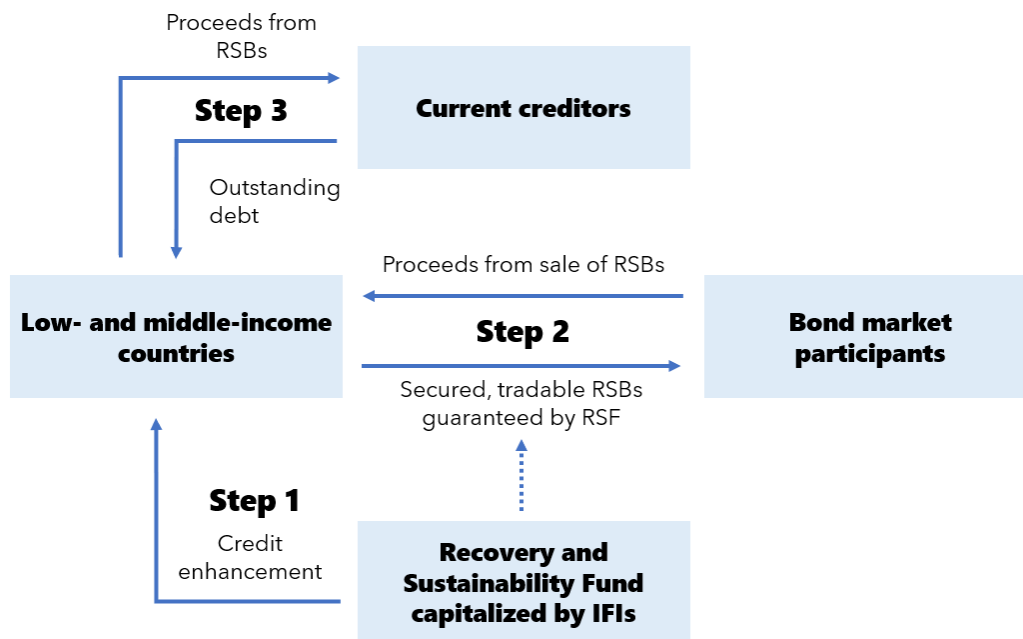 Proceeds from
RSBs
Step 3
Current creditors
Outstanding
debt
Proceeds from sale of RSBs
Low- and middle-income
countries
Step 2
Bond market
participants
Secured, tradable RSBs
guaranteed by RSF
Step 1
Credit
enhancement
Recovery and
Sustainability Fund
capitalized by IFIs